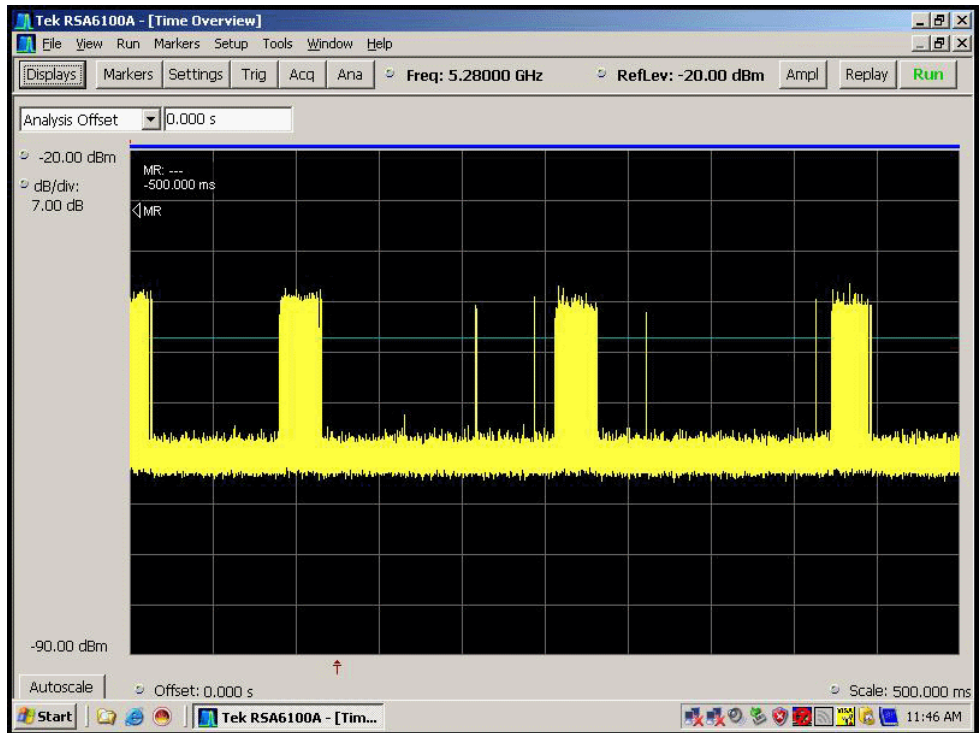 Tek RSA6100A - [Time Overview]
File View Run Markers Setup Tools Window Help
Displays Markers Settings Trig Acq Ana Freq: 5.28000 GHz RefLev: -20.00 dBm Ampl Replay Run
Analysis Offset 0.000 s
-20.00 dBm
dB/div:
7.00 dB
MR: ---
-500.000 ms
MR
-90.00 dBm
Autoscale Offset: 0.000 s Scale: 500.000 ms
Start Tek RSA6100A - [Tim... 11:46 AM